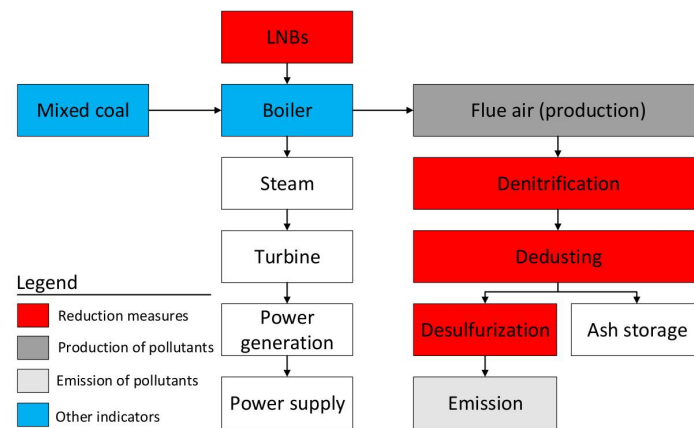 LNBs
Mixed coal
Boiler
Flue air (production)
Steam
Denitrification
Turbine
Dedusting
Legend
Reduction measures
Power
generation
Desulfurization
Ash storage
Production of pollutants
Emission of pollutants
Power supply
Emission
Other indicators